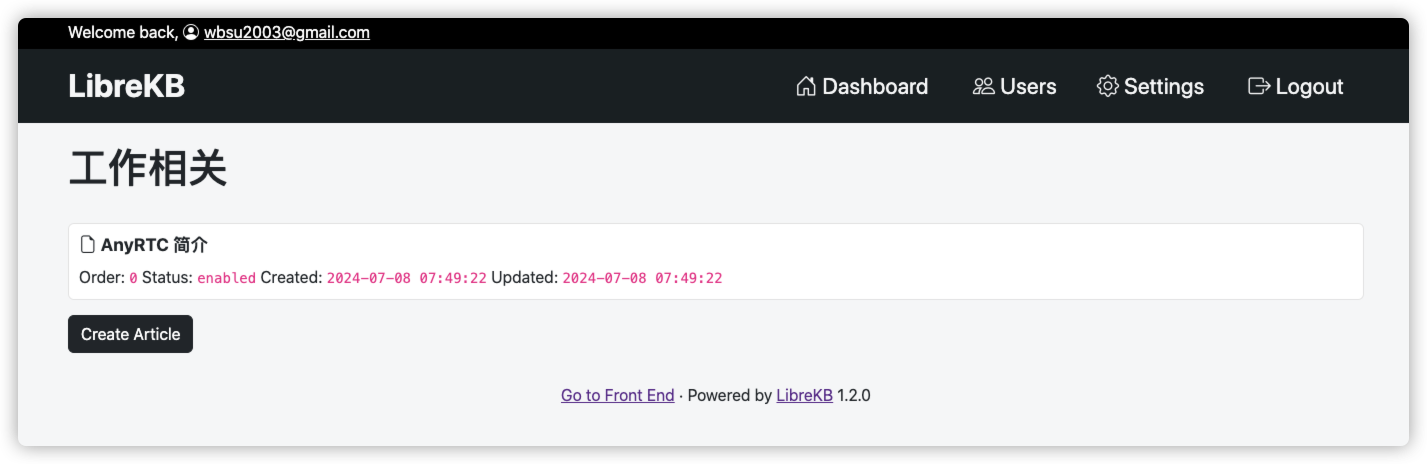 Welcome back, wbsu2003@gmail.com
LibreKB Dashboard Users Settings Logout
工作相关
AnyRTC 简介
Order: 0 Status: enabled Created: 2024-07-08 07:49:22 Updated: 2024-07-08 07:49:22
Create Article
Go to Front End · Powered by LibreKB 1.2.0